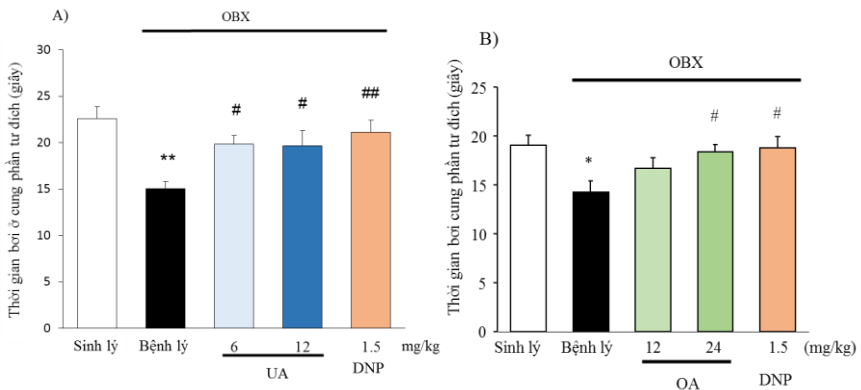 A)
OBX
Thời gian bơi ở cung phần tư đích (giây)
30
25
20
15
10
5
0
**
#
#
##
Sinh lý Bệnh lý 6 12 1.5 mg/kg
UA DNP
B)
OBX
Thời gian bơi cung phần tư đích (giây)
25
20
15
10
5
0
*
#
#
Sinh lý Bệnh lý 12 24 1.5 (mg/kg)
OA DNP